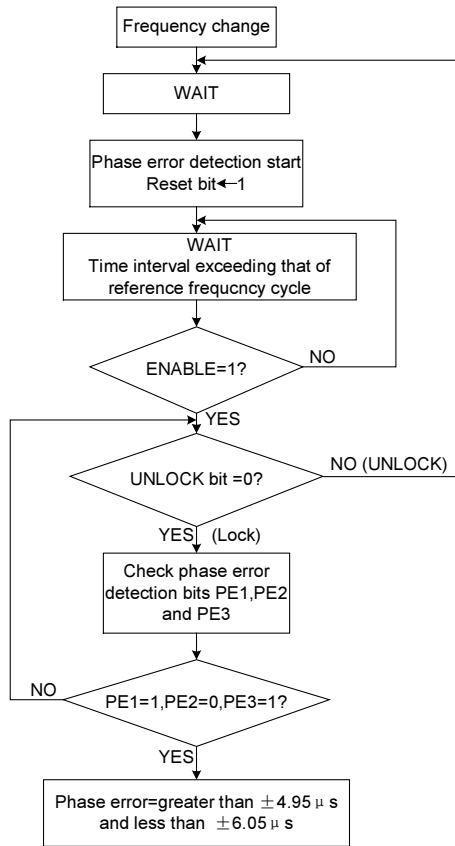 Frequency change
WAIT
Phase error detection start
Reset bit←1
WAIT
Time interval exceeding that of
reference frequcncy cycle
ENABLE=1?
NO
YES
UNLOCK bit =0?
NO (UNLOCK)
YES (Lock)
Check phase error
detection bits PE1,PE2
and PE3
PE1=1,PE2=0,PE3=1?
NO
YES
Phase error=greater than ±4.95 μ s
and less than ±6.05 μ s